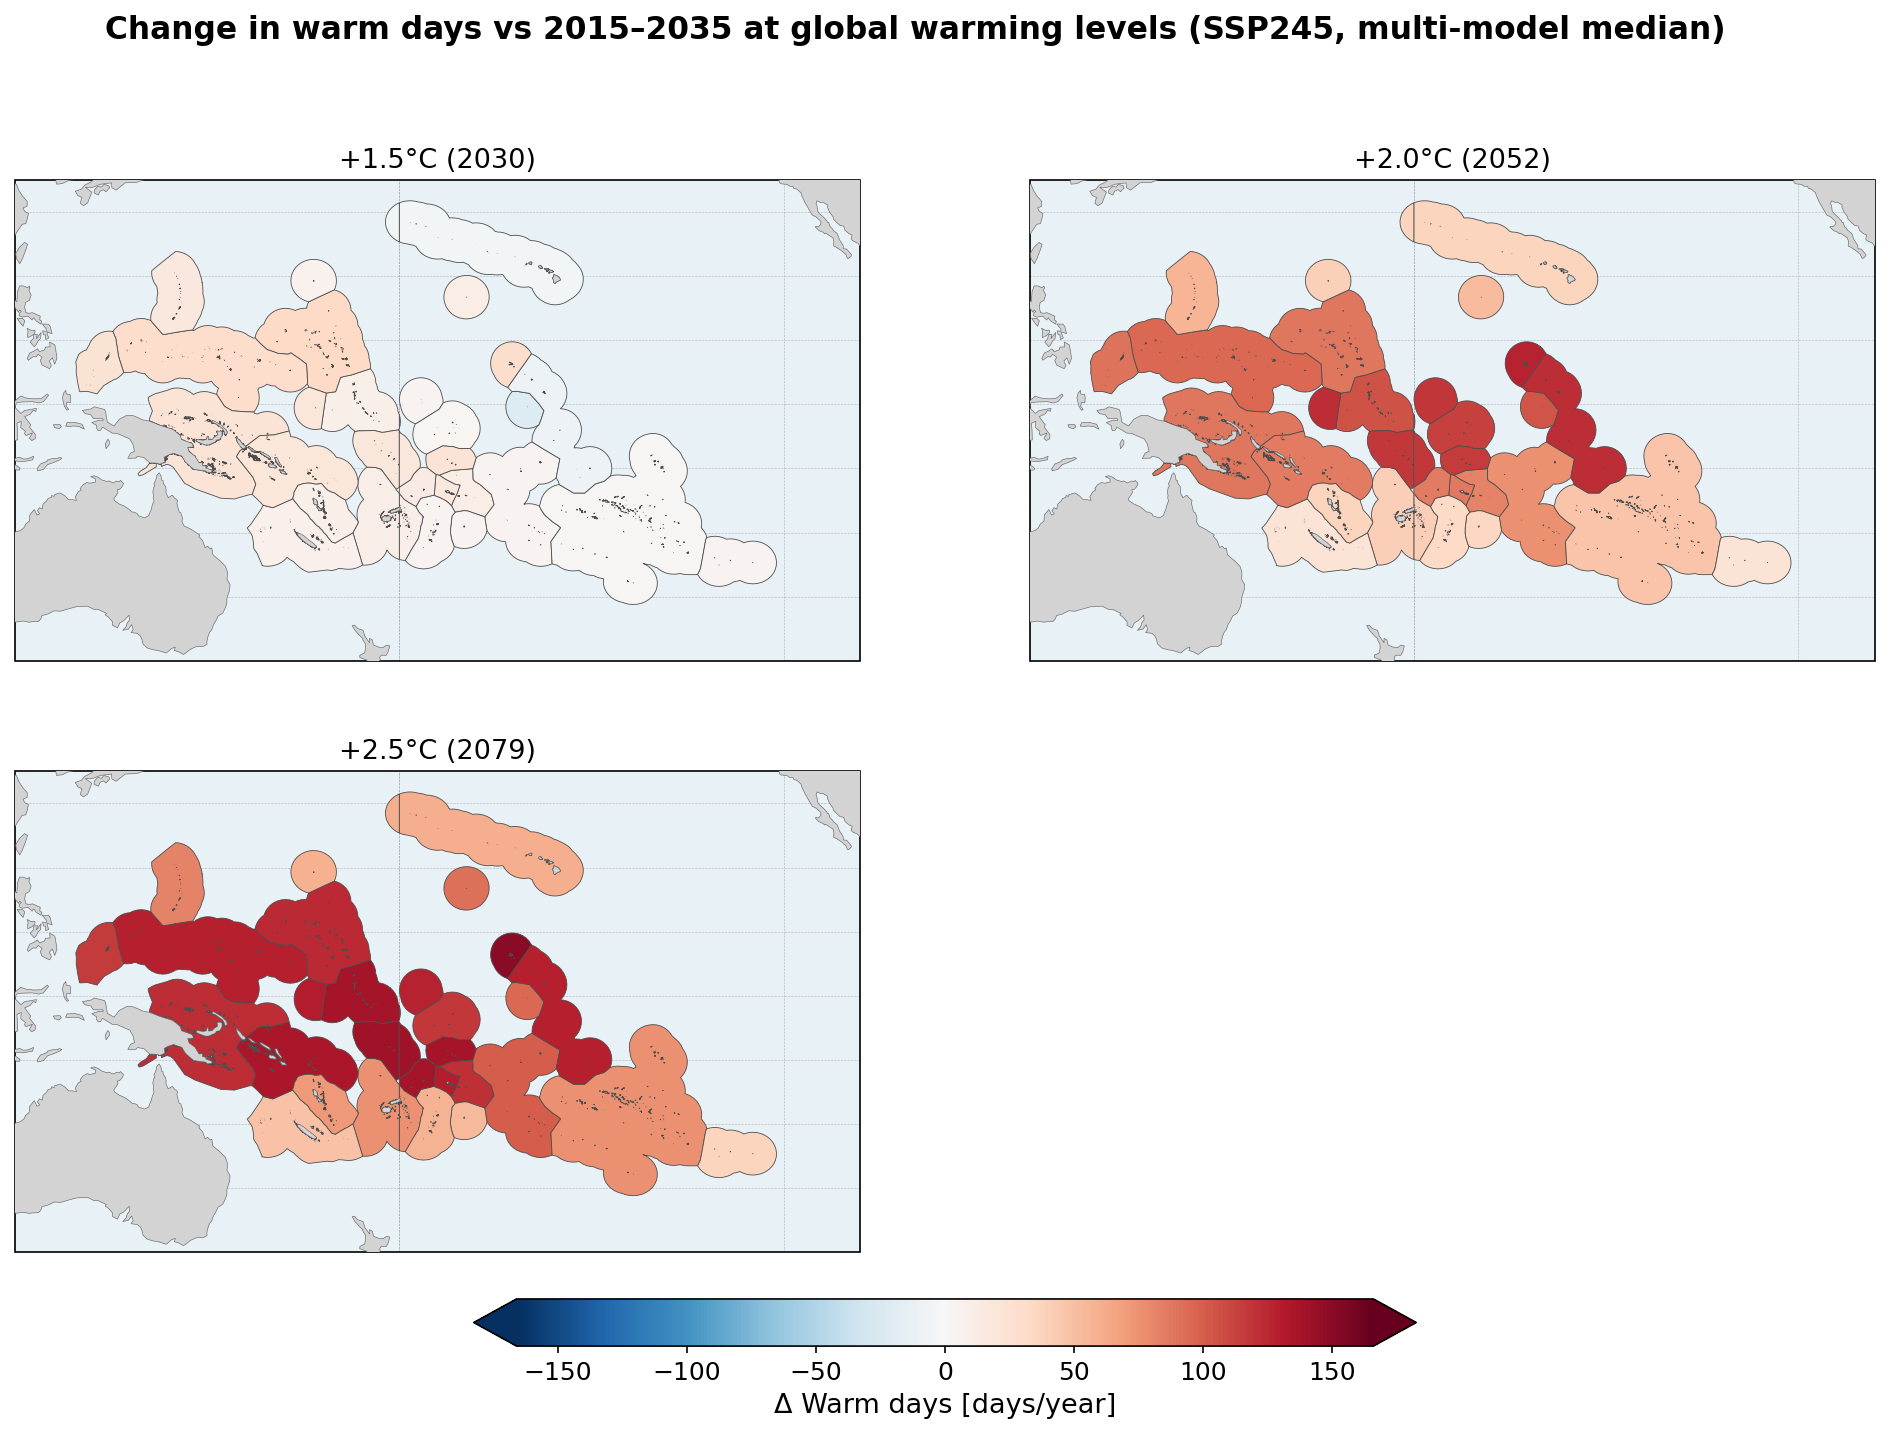 Change in warm days vs 2015–2035 at global warming levels (SSP245, multi-model median)
+1.5°C (2030)
+2.0°C (2052)
+2.5°C (2079)
−150 −100 −50 0 50 100 150
Δ Warm days [days/year]